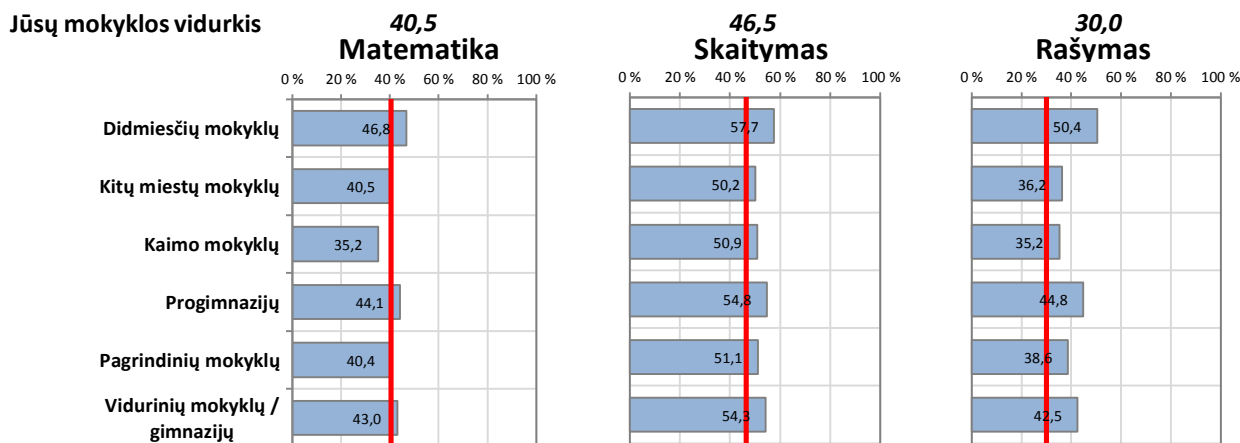 Jūsų mokyklos vidurkis 40,5 46,5 30,0
Matematika Skaitymas Rašymas
0 % 20 % 40 % 60 % 80 % 100 % 0 % 20 % 40 % 60 % 80 % 100 % 0 % 20 % 40 % 60 % 80 % 100 %
Didmiesčių mokyklų 46,8 57,7 50,4
Kitų miestų mokyklų 40,5 50,2 36,2
Kaimo mokyklų 35,2 50,9 35,2
Progimnazijų 44,1 54,8 44,8
Pagrindinių mokyklų 40,4 51,1 38,6
Vidurinių mokyklų /
gimnazijų 43,0 54,3 42,5